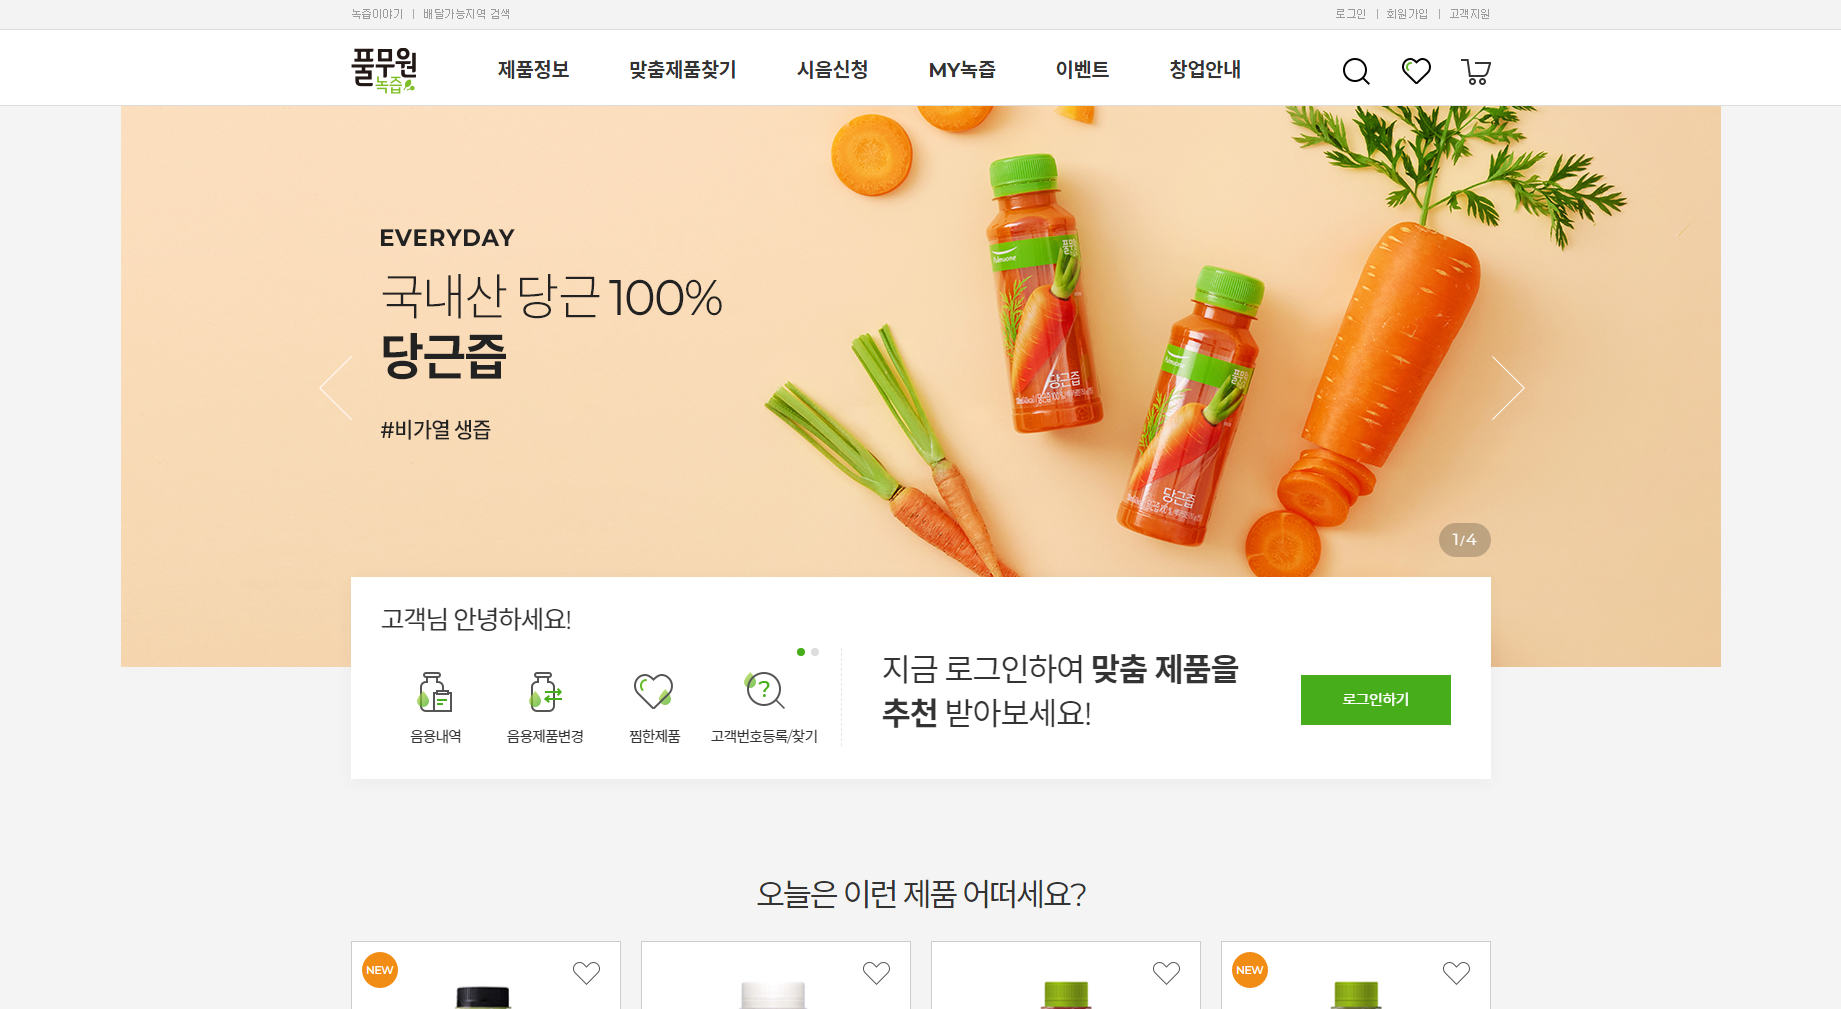 녹즙이야기 | 배달가능지역 검색
로그인 | 회원가입 | 고객지원
풀무원
녹즙
제품정보 맞춤제품찾기 시음신청 MY녹즙 이벤트 창업안내
EVERYDAY
국내산 당근 100%
당근즙
#비가열 생즙
Pulmuone
당근즙
Pulmuone
당근즙
1/4
고객님 안녕하세요!
음용내역 음용제품변경 찜한제품 고객번호등록/찾기
지금 로그인하여 맞춤 제품을
추천 받아보세요!
로그인하기
오늘은 이런 제품 어떠세요?
NEW
NEW